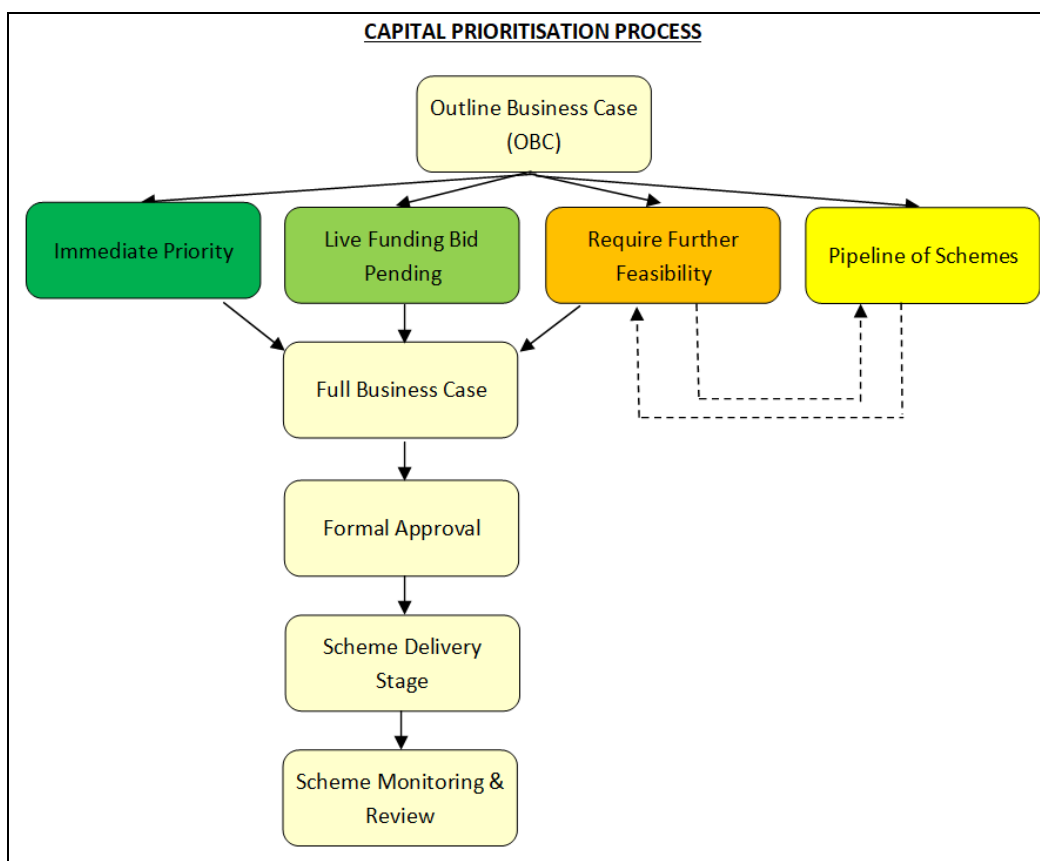 CAPITAL PRIORITISATION PROCESS
Outline Business Case
(OBC)
Immediate Priority
Live Funding Bid
Pending
Require Further
Feasibility
Pipeline of Schemes
Full Business Case
Formal Approval
Scheme Delivery
Stage
Scheme Monitoring &
Review